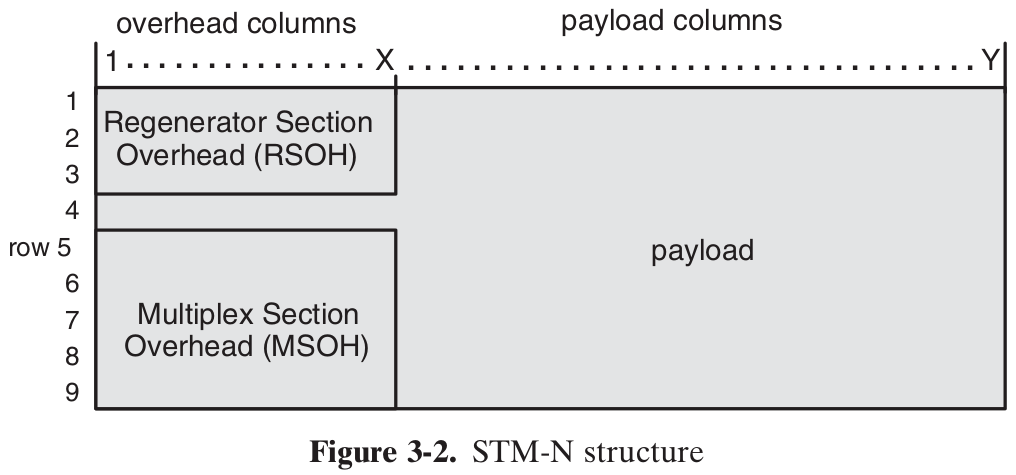 overhead columns payload columns
1 . . . . . . . . . . . . . . . X . . . . . . . . . . . . . . . . . . . . . . . . . . . . . . . . . . . Y
1
Regenerator Section
2
Overhead (RSOH)
3
4
row 5
payload
6
7
Multiplex Section
Overhead (MSOH)
8
9
Figure 3-2. STM-N structure